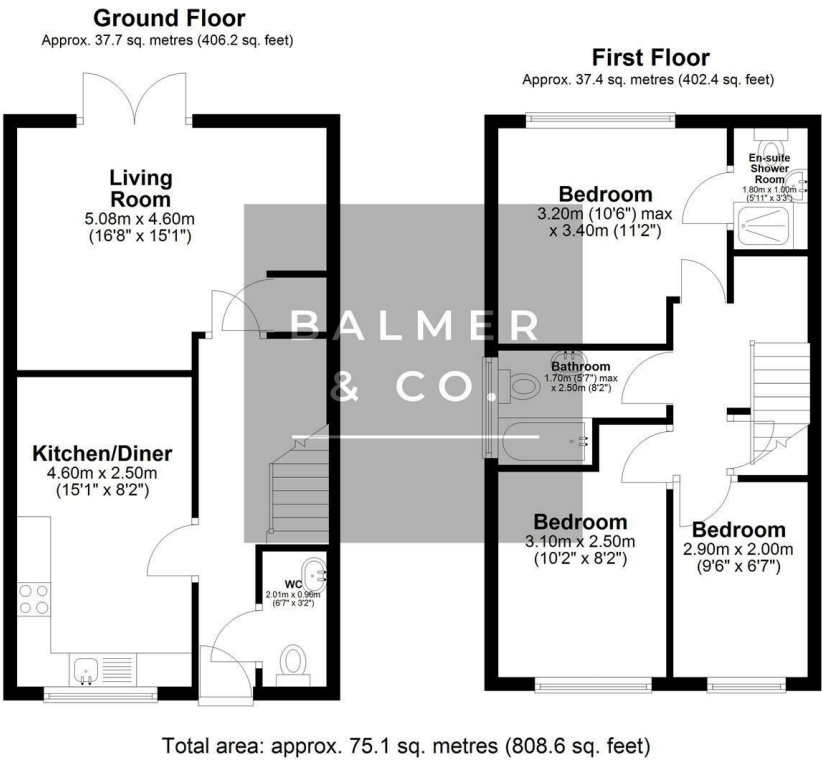 Ground Floor
Approx. 37.7 sq. metres (406.2 sq. feet)
Living
Room
5.08m x 4.60m
(16'8" x 15'1")
Kitchen/Diner
4.60m x 2.50m
(15'1" x 8'2")
WC
2.01m x 0.96m
(6'7" x 3'2")
First Floor
Approx. 37.4 sq. metres (402.4 sq. feet)
Bedroom
3.20m (10'6") max
x 3.40m (11'2")
En-suite
Shower
Room
1.80m x 1.00m
(5'11" x 3'3")
Bathroom
1.70m (5'7") max
x 2.50m (8'2")
Bedroom
3.10m x 2.50m
(10'2" x 8'2")
Bedroom
2.90m x 2.00m
(9'6" x 6'7")
BALMER
& CO.
Total area: approx. 75.1 sq. metres (808.6 sq. feet)